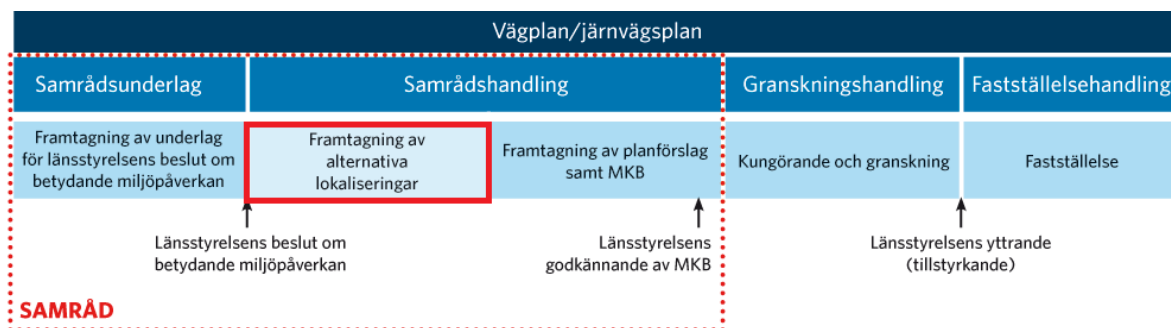 Vägplan/järnvägsplan
Samrådsunderlag
Samrådshandling
Granskningshandling
Fastställelsehandling
Framtagning av underlag
för länsstyrelsens beslut om
betydande miljöpåverkan
Framtagning av
alternativa
lokaliseringar
Framtagning av planförslag
samt MKB
Kungörande och granskning
Fastställelse
Länsstyrelsens beslut om
betydande miljöpåverkan
Länsstyrelsens
godkännande av MKB
Länsstyrelsens yttrande
(tillstyrkande)
SAMRÅD